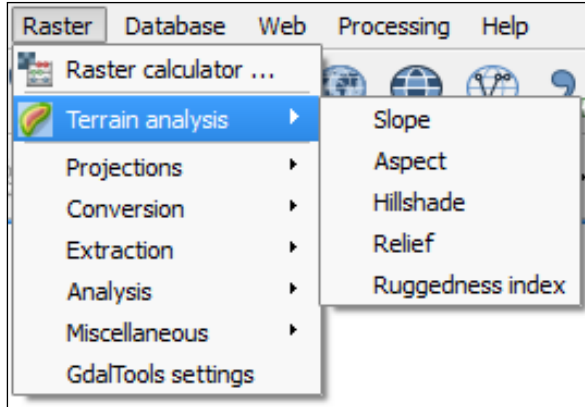 Raster Database Web Processing Help
Raster calculator ...
Terrain analysis
Projections
Conversion
Extraction
Analysis
Miscellaneous
GdalTools settings
Slope
Aspect
Hillshade
Relief
Ruggedness index